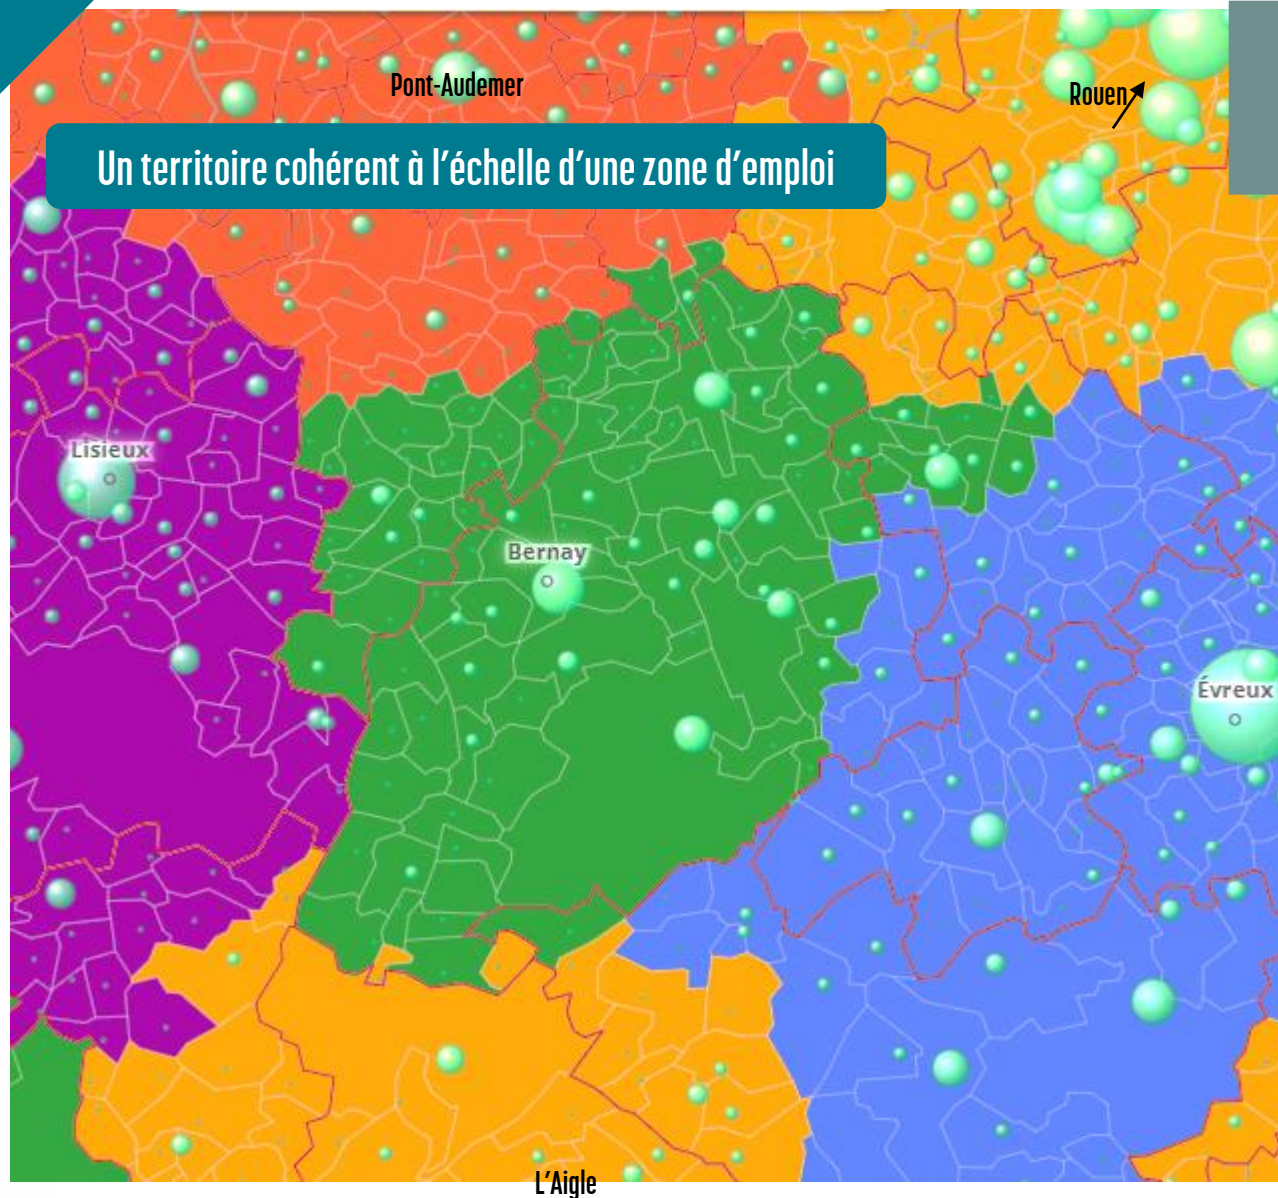 Pont-Audemer
Rouen
Un territoire cohérent à l'échelle d'une zone d'emploi
Lisieux
Bernay
Évreux
L'Aigle